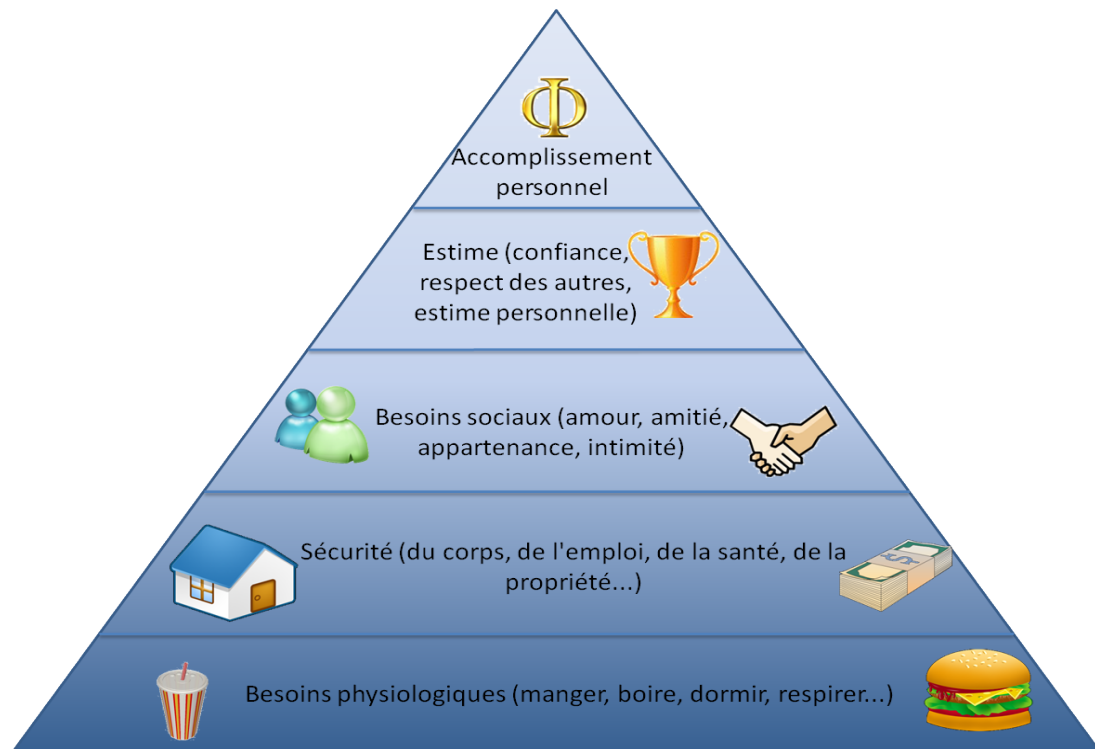 Φ
Accomplissement
personnel
Estime (confiance,
respect des autres,
estime personnelle)
Besoins sociaux (amour, amitié,
appartenance, intimité)
Sécurité (du corps, de l'emploi, de la santé, de la
propriété...)
Besoins physiologiques (manger, boire, dormir, respirer...)